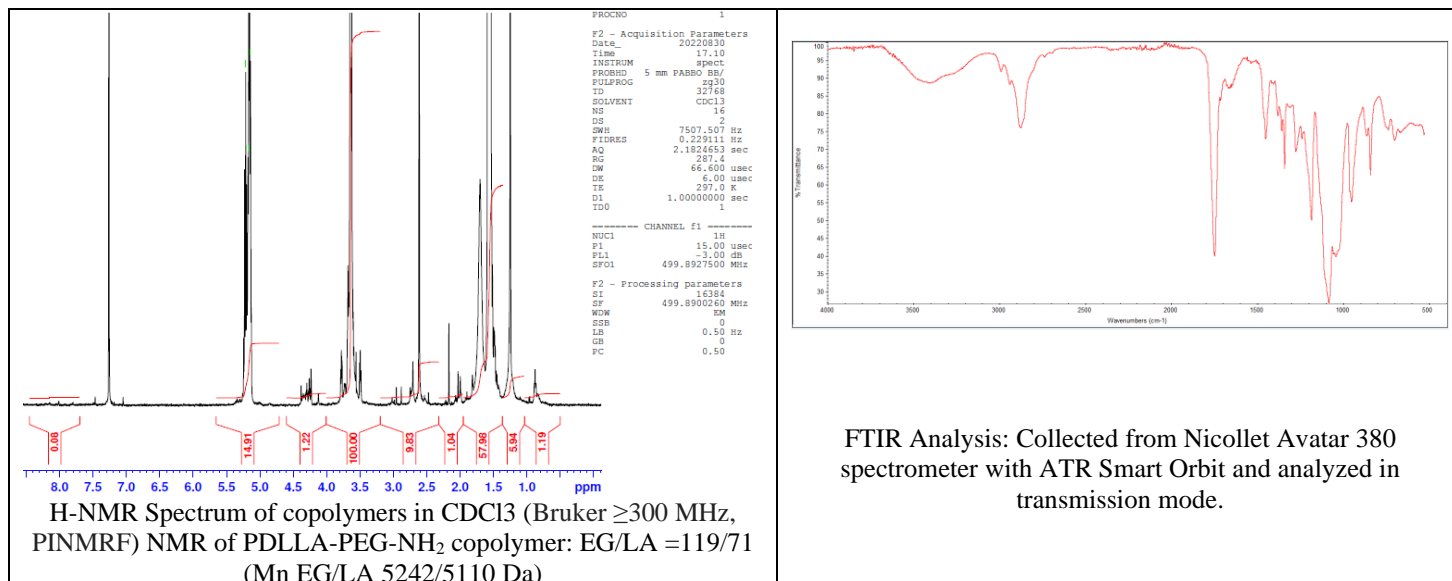 PROCNO 1
F2 - Acquisition Parameters
Date_ 20220830
Time 17.10
INSTRUM spect
PROBHD 5 mm PABBO BB/
PULPROG zg30
TD 32768
SOLVENT CDCl3
NS 16
DS 2
SWH 7507.507 Hz
FIDRES 0.229111 Hz
AQ 2.1824653 sec
RG 287.4
DW 66.600 usec
DE 6.00 usec
TE 297.0 K
D1 1.00000000 sec
TD0 1
======== CHANNEL f1 ========
NUC1 1H
P1 15.00 usec
PL1 -3.00 dB
SFO1 499.8927500 MHz
F2 - Processing parameters
SI 16384
SF 499.8900260 MHz
WDW EM
SSB 0
LB 0.50 Hz
GB 0
PC 0.50
0.08 14.91 1.22 100.00 9.83 1.04 57.98 5.94 1.19
8.0 7.5 7.0 6.5 6.0 5.5 5.0 4.5 4.0 3.5 3.0 2.5 2.0 1.5 1.0 ppm
H-NMR Spectrum of copolymers in CDCl3 (Bruker ≥300 MHz,
PINMRF) NMR of PDLLA-PEG-NH₂ copolymer: EG/LA =119/71
(Mn EG/LA 5242/5110 Da)
100
95
90
85
80
75
70
65
60
55
50
45
40
35
30
% Transmittance
4000 3500 3000 2500 2000 1500 1000 500
Wavenumbers (cm-1)
FTIR Analysis: Collected from Nicollet Avatar 380
spectrometer with ATR Smart Orbit and analyzed in
transmission mode.